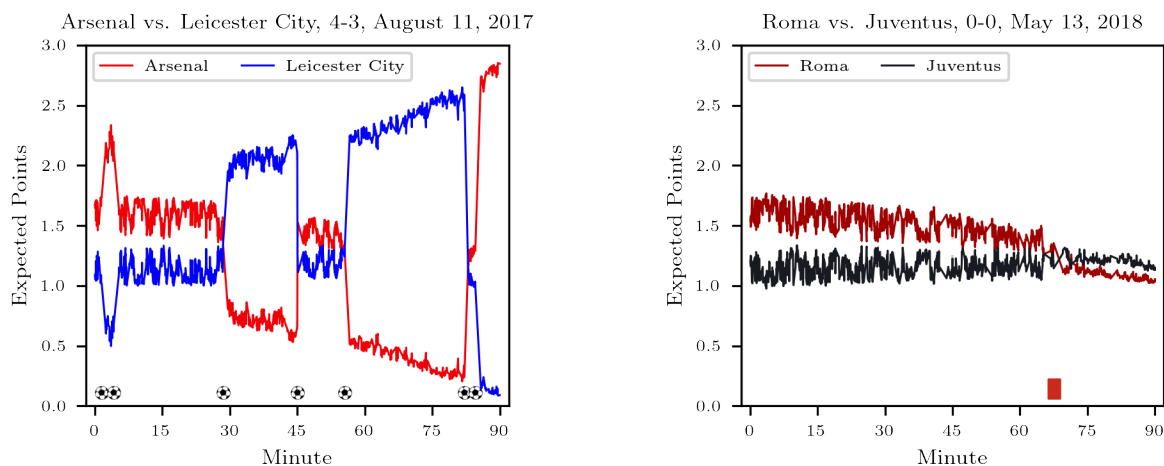 Arsenal vs. Leicester City, 4-3, August 11, 2017
Arsenal
Leicester City
Expected Points
3.0
2.5
2.0
1.5
1.0
0.5
0.0
0
15
30
45
60
75
90
Minute
Roma vs. Juventus, 0-0, May 13, 2018
Roma
Juventus
Expected Points
3.0
2.5
2.0
1.5
1.0
0.5
0.0
0
15
30
45
60
75
90
Minute